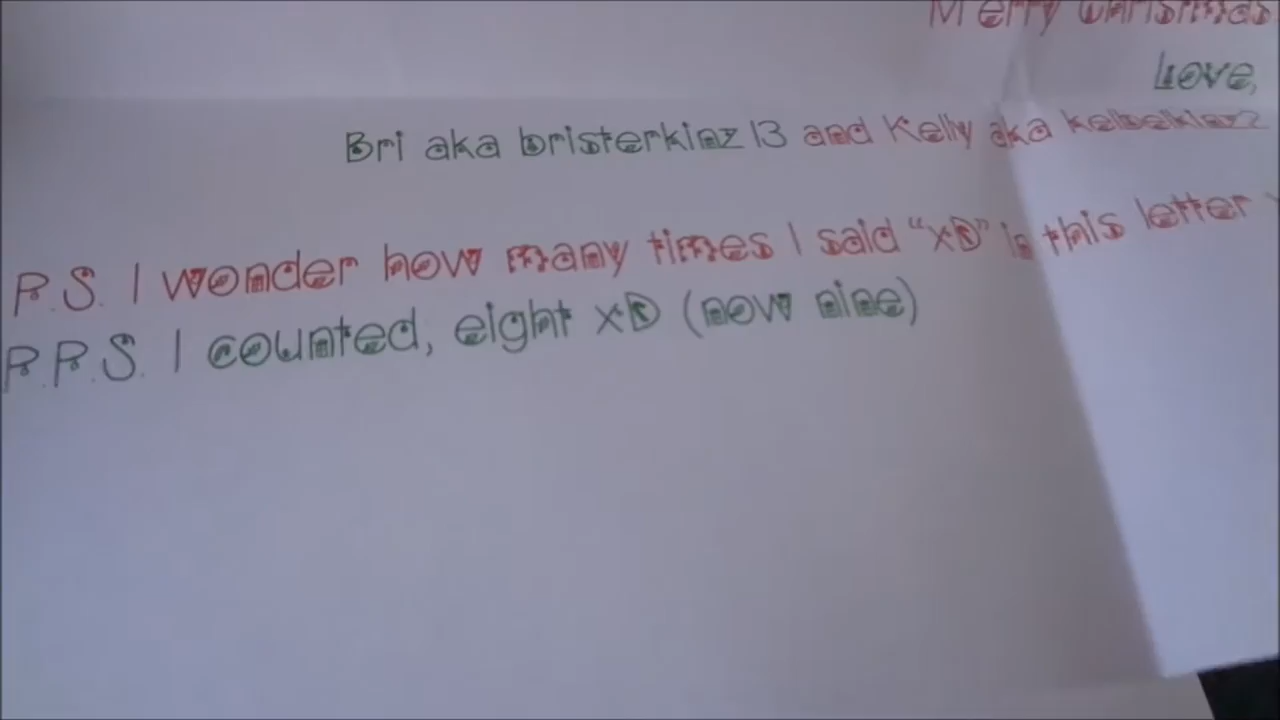 Merry Christmas
Love,
Bri aka bristerkinz13 and Kelly aka
P.S. I wonder how many times I said “xD” in this letter
P.P.S. I counted, eight xD (now nine)